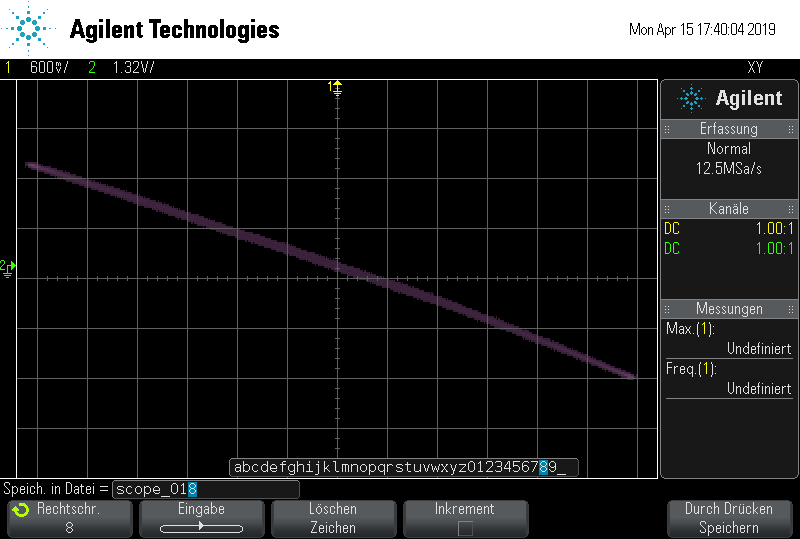 Agilent Technologies
Mon Apr 15 17:40:04 2019
1 600mV/ 2 1.32V/ XY
1
Agilent
Erfassung
Normal
12.5MSa/s
Kanäle
DC 1.00:1
DC 1.00:1
2
Messungen
Max.(1):
Undefiniert
Freq.(1):
Undefiniert
abcdefghijklmnopqrstuvwxyz0123456789_
Speich. in Datei = scope_018
Rechtschr.
8
Eingabe
Löschen
Zeichen
Inkrement
Durch Drücken
Speichern